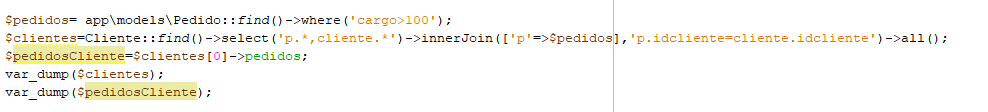 $pedidos= app\models\Pedido::find()->where('cargo>100');
$clientes=Cliente::find()->select('p.*,cliente.*')->innerJoin(['p'=>$pedidos],'p.idcliente=cliente.idcliente')->all();
$pedidosCliente=$clientes[0]->pedidos;
var_dump($clientes);
var_dump($pedidosCliente);